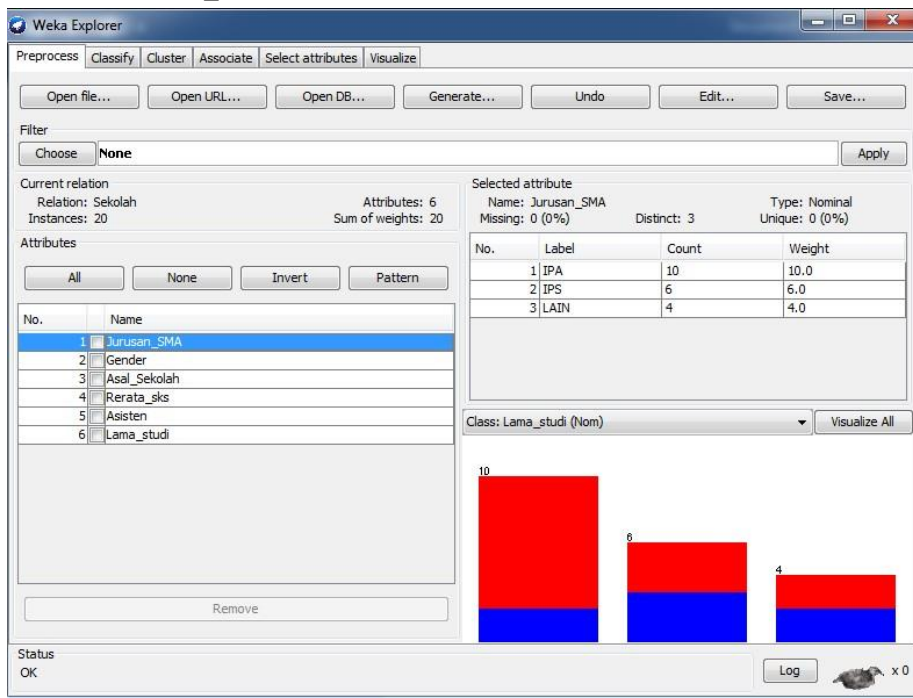 Weka Explorer
Preprocess Classify Cluster Associate Select attributes Visualize
Open file... Open URL... Open DB... Generate... Undo Edit... Save...
Filter
Choose None Apply
Current relation
Relation: Sekolah Attributes: 6
Instances: 20 Sum of weights: 20
Attributes
All None Invert Pattern
No. Name
1 Jurusan_SMA
2 Gender
3 Asal_Sekolah
4 Rerata_sks
5 Asisten
6 Lama_studi
Remove
Selected attribute
Name: Jurusan_SMA Type: Nominal
Missing: 0 (0%) Distinct: 3 Unique: 0 (0%)
No. Label Count Weight
1 IPA 10 10.0
2 IPS 6 6.0
3 LAIN 4 4.0
Class: Lama_studi (Nom) Visualize All
10
6
4
Status
OK
Log x 0